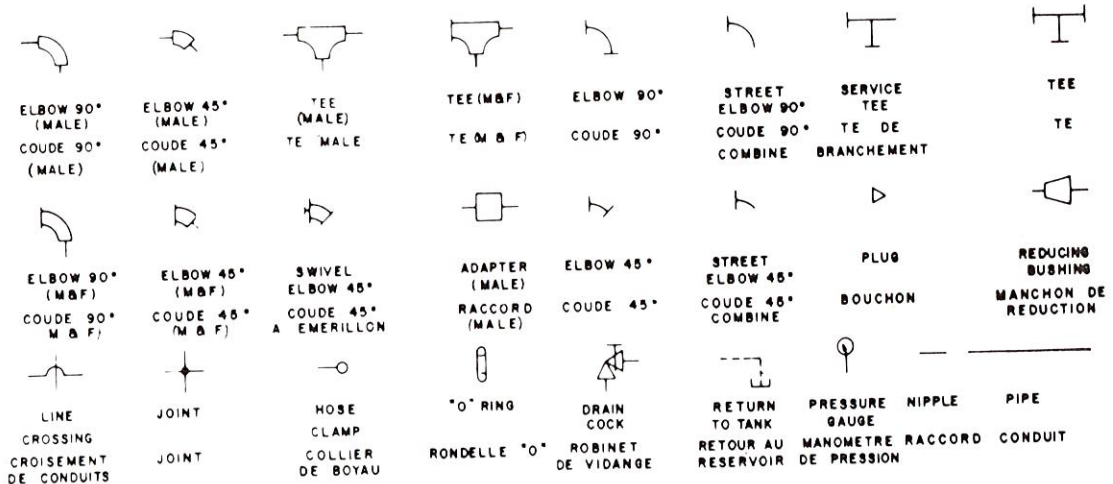 ELBOW 90°
(MALE)
COUDE 90°
(MALE)
ELBOW 45°
(MALE)
COUDE 45°
(MALE)
TEE
(MALE)
TE MALE
TEE (M&F)
TE (M & F)
ELBOW 90°
COUDE 90°
STREET
ELBOW 90°
COUDE 90°
COMBINE
SERVICE
TEE
TE DE
BRANCHEMENT
TEE
TE
ELBOW 90°
(M&F)
COUDE 90°
M & F)
ELBOW 45°
(M&F)
COUDE 45°
(M & F)
SWIVEL
ELBOW 45°
COUDE 45°
A EMERILLON
ADAPTER
(MALE)
RACCORD
(MALE)
ELBOW 45°
COUDE 45°
STREET
ELBOW 45°
COUDE 45°
COMBINE
PLUG
BOUCHON
REDUCING
BUSHING
MANCHON DE
REDUCTION
LINE
CROSSING
CROISEMENT
DE CONDUITS
JOINT
JOINT
HOSE
CLAMP
COLLIER
DE BOYAU
"O" RING
RONDELLE "O"
DRAIN
COCK
ROBINET
DE VIDANGE
RETURN
TO TANK
RETOUR AU
RESERVOIR
PRESSURE
GAUGE
MANOMETRE
DE PRESSION
NIPPLE
RACCORD
PIPE
CONDUIT